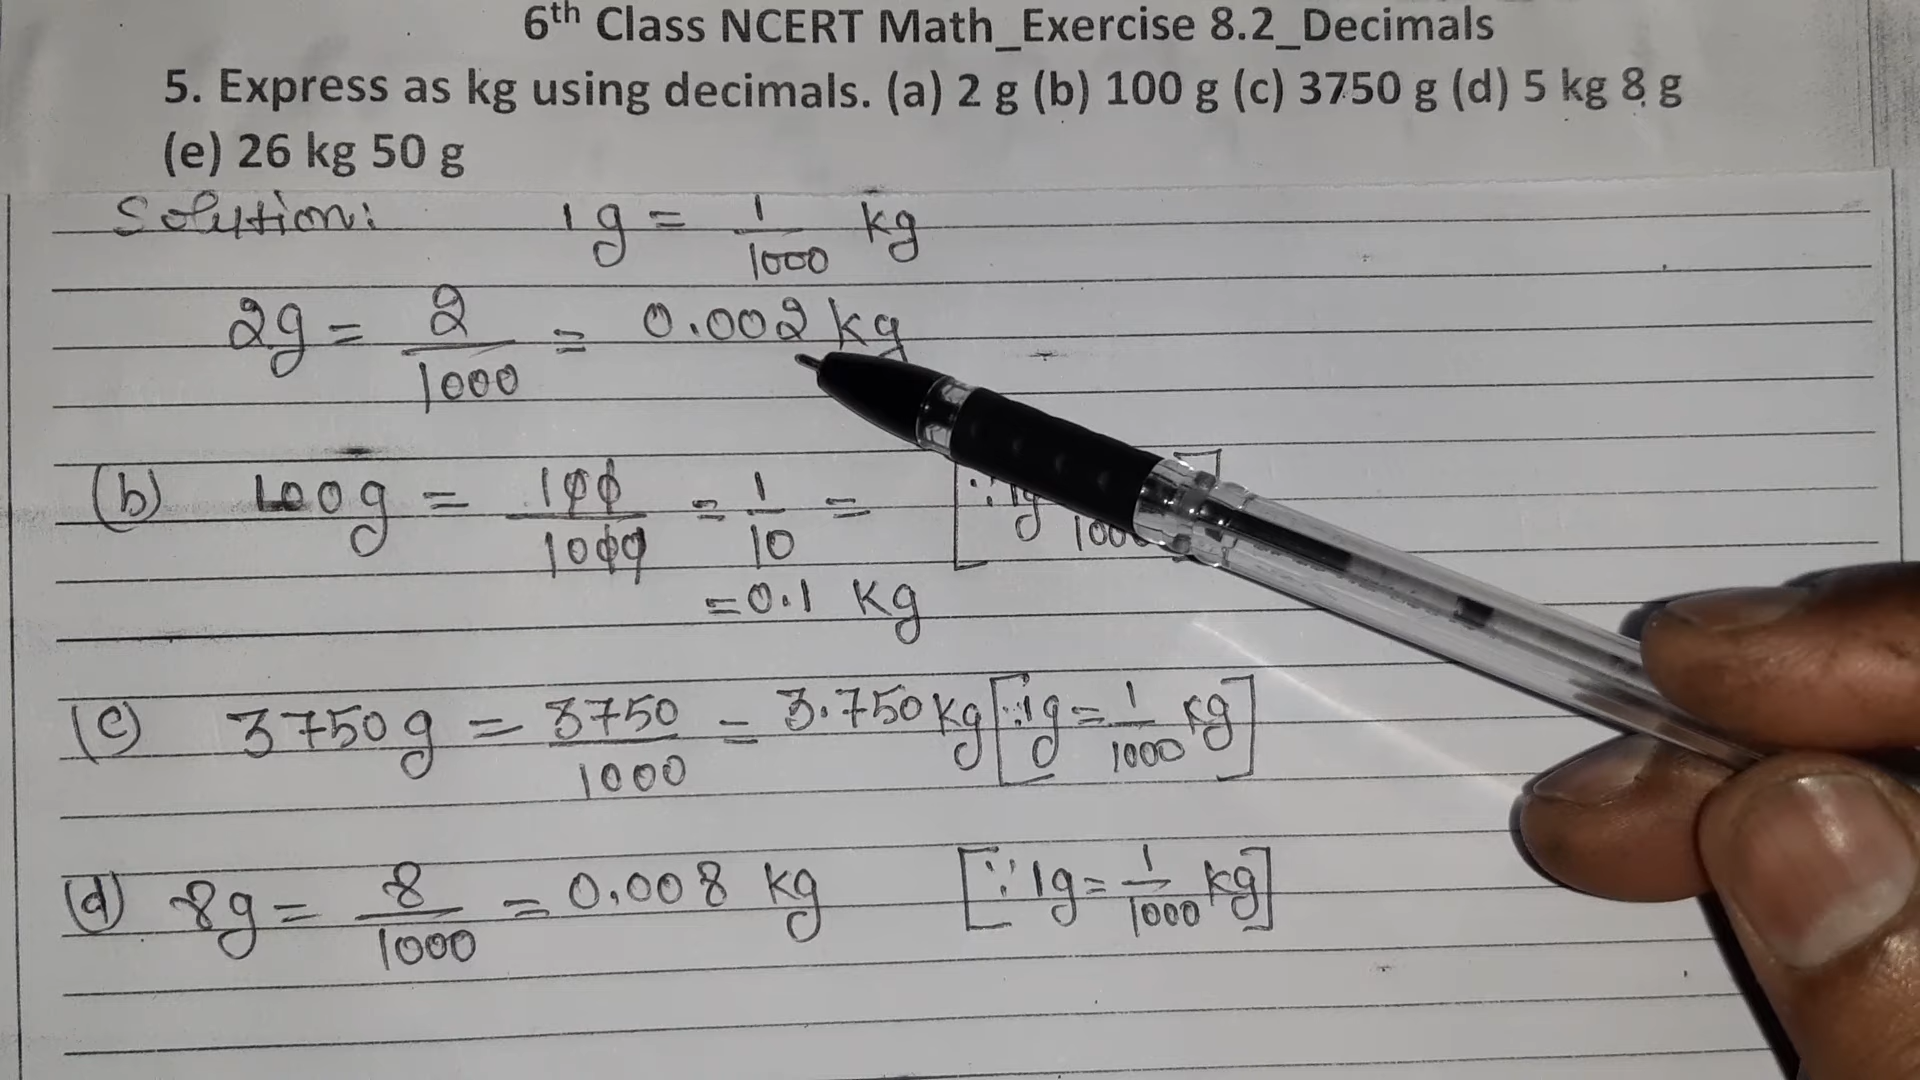 6th Class NCERT Math_Exercise 8.2_Decimals
5. Express as kg using decimals. (a) 2 g (b) 100 g (c) 3750 g (d) 5 kg 8 g
(e) 26 kg 50 g
Solution: 1g = 1/1000 kg
2g = 2/1000 = 0.002 kg
(b) 100g = 100/1000 = 1/10 = [∵ 1g
= 0.1 kg
(c) 3750g = 3750/1000 = 3.750 kg [∵ 1g = 1/1000 kg]
(d) 8g = 8/1000 = 0.008 kg [∵ 1g = 1/1000 kg]